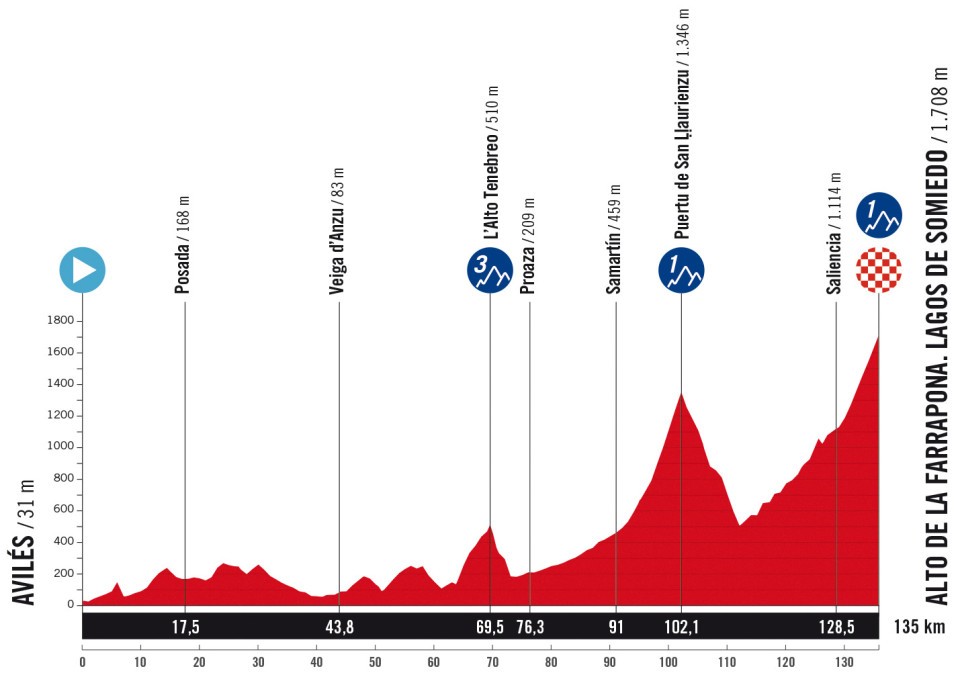 AVILÉS / 31 m
Posada / 168 m
Veiga d'Anzu / 83 m
L'Alto Tenebreo / 510 m
3
Proaza / 209 m
Samartín / 459 m
Puertu de San Ḷḷaurienzu / 1.346 m
1
Saliencia / 1.114 m
1
ALTO DE LA FARRAPONA. LAGOS DE SOMIEDO / 1.708 m
1800
1600
1400
1200
1000
800
600
400
200
0
17,5 43,8 69,5 76,3 91 102,1 128,5 135 km
0 10 20 30 40 50 60 70 80 90 100 110 120 130